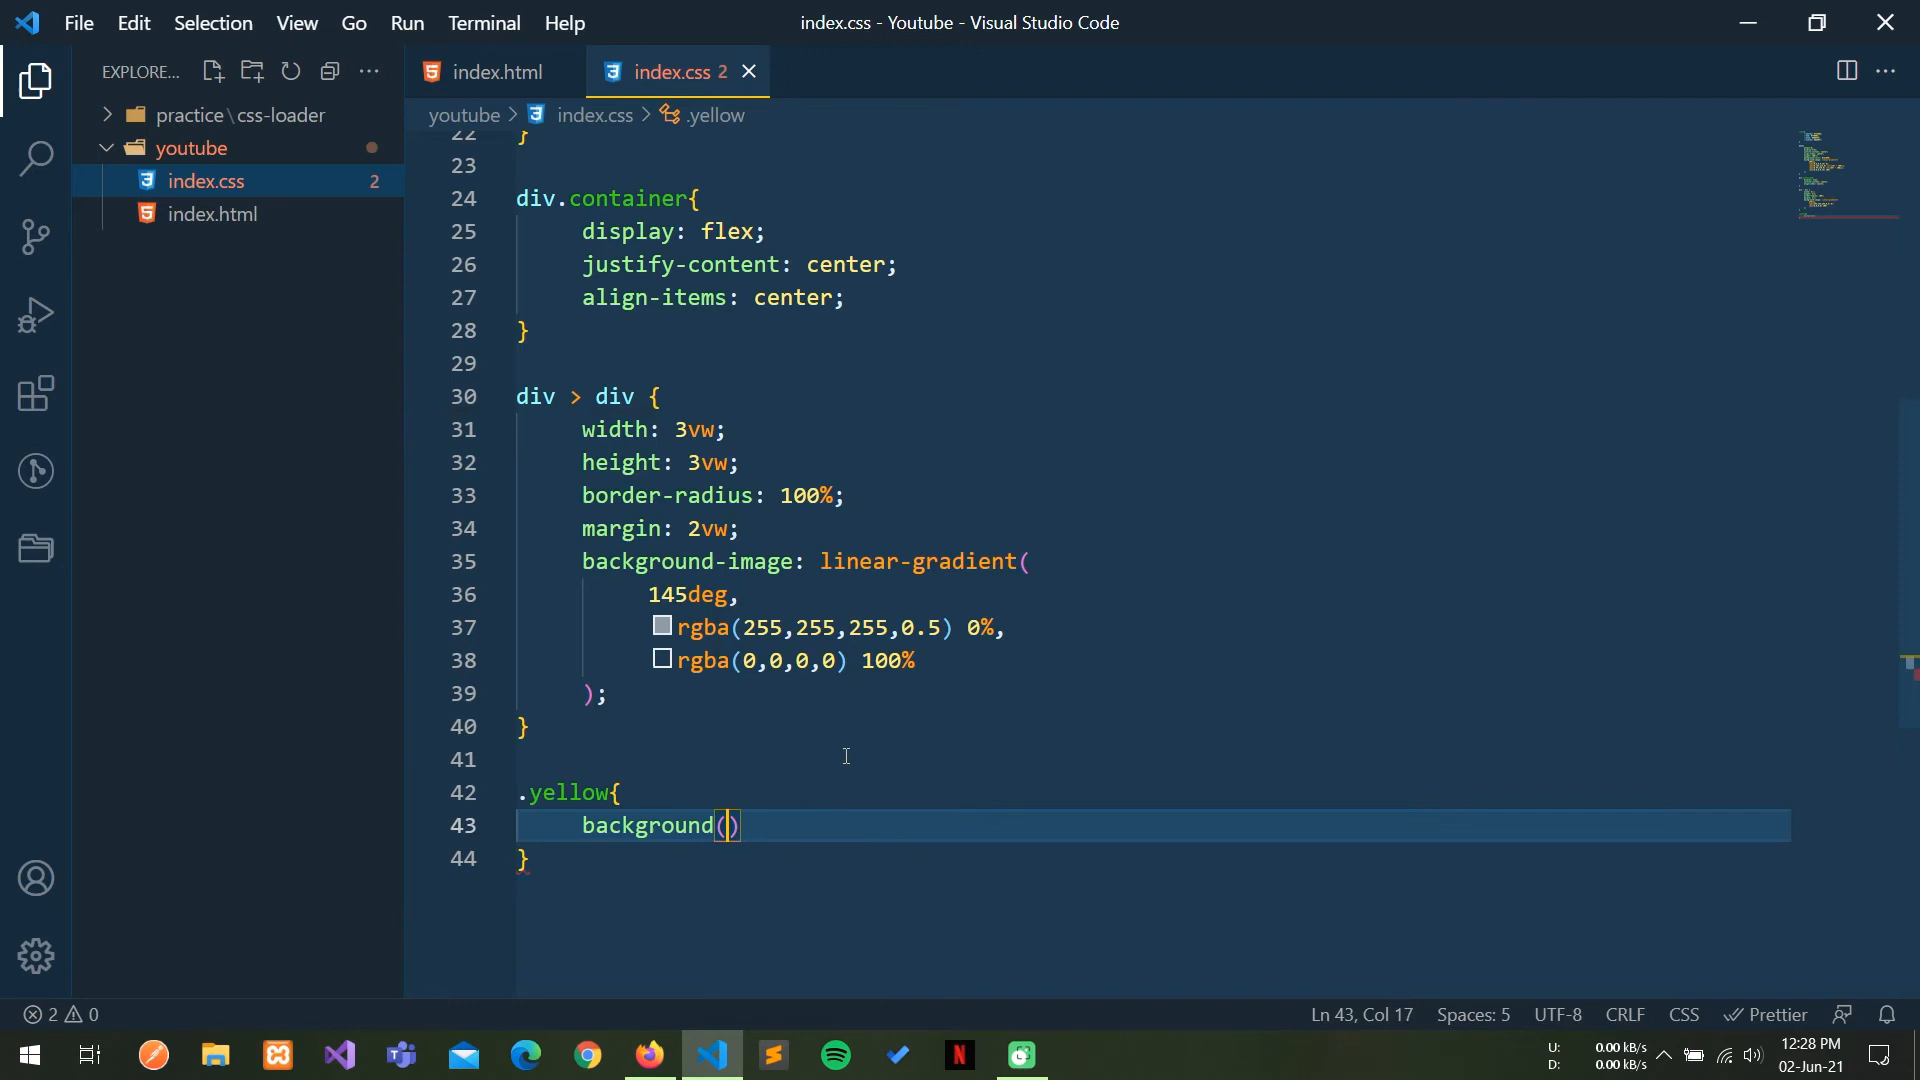 File Edit Selection View Go Run Terminal Help
index.css - Youtube - Visual Studio Code
EXPLORE...
practice\css-loader
youtube
index.css 2
index.html
index.html
index.css 2
youtube > index.css > .yellow
22 }
23
24 div.container{
25 display: flex;
26 justify-content: center;
27 align-items: center;
28 }
29
30 div > div {
31 width: 3vw;
32 height: 3vw;
33 border-radius: 100%;
34 margin: 2vw;
35 background-image: linear-gradient(
36 145deg,
37 rgba(255,255,255,0.5) 0%,
38 rgba(0,0,0,0) 100%
39 );
40 }
41
42 .yellow{
43 background()
44 }
2 0
Ln 43, Col 17 Spaces: 5 UTF-8 CRLF CSS Prettier
U: 0.00 kB/s
D: 0.00 kB/s
12:28 PM
02-Jun-21